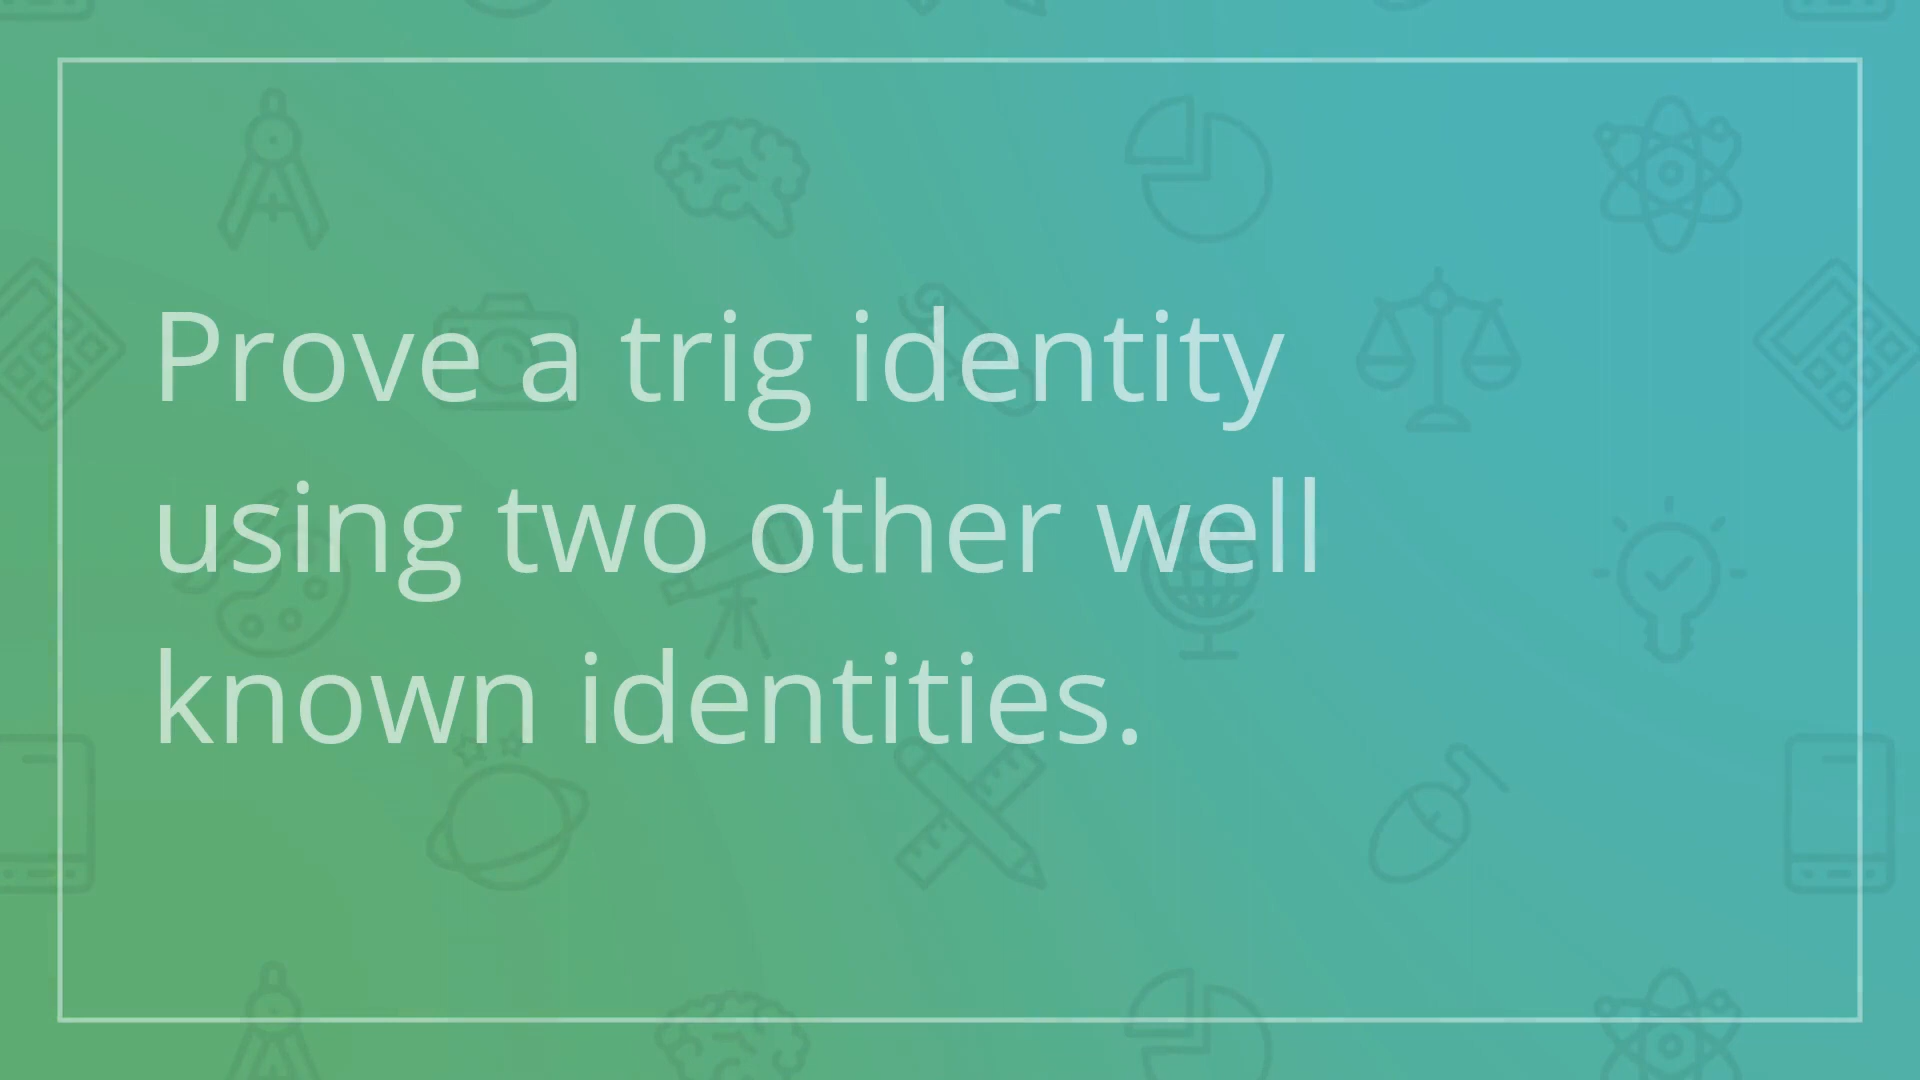 Prove a trig identity
using two other well
known identities.